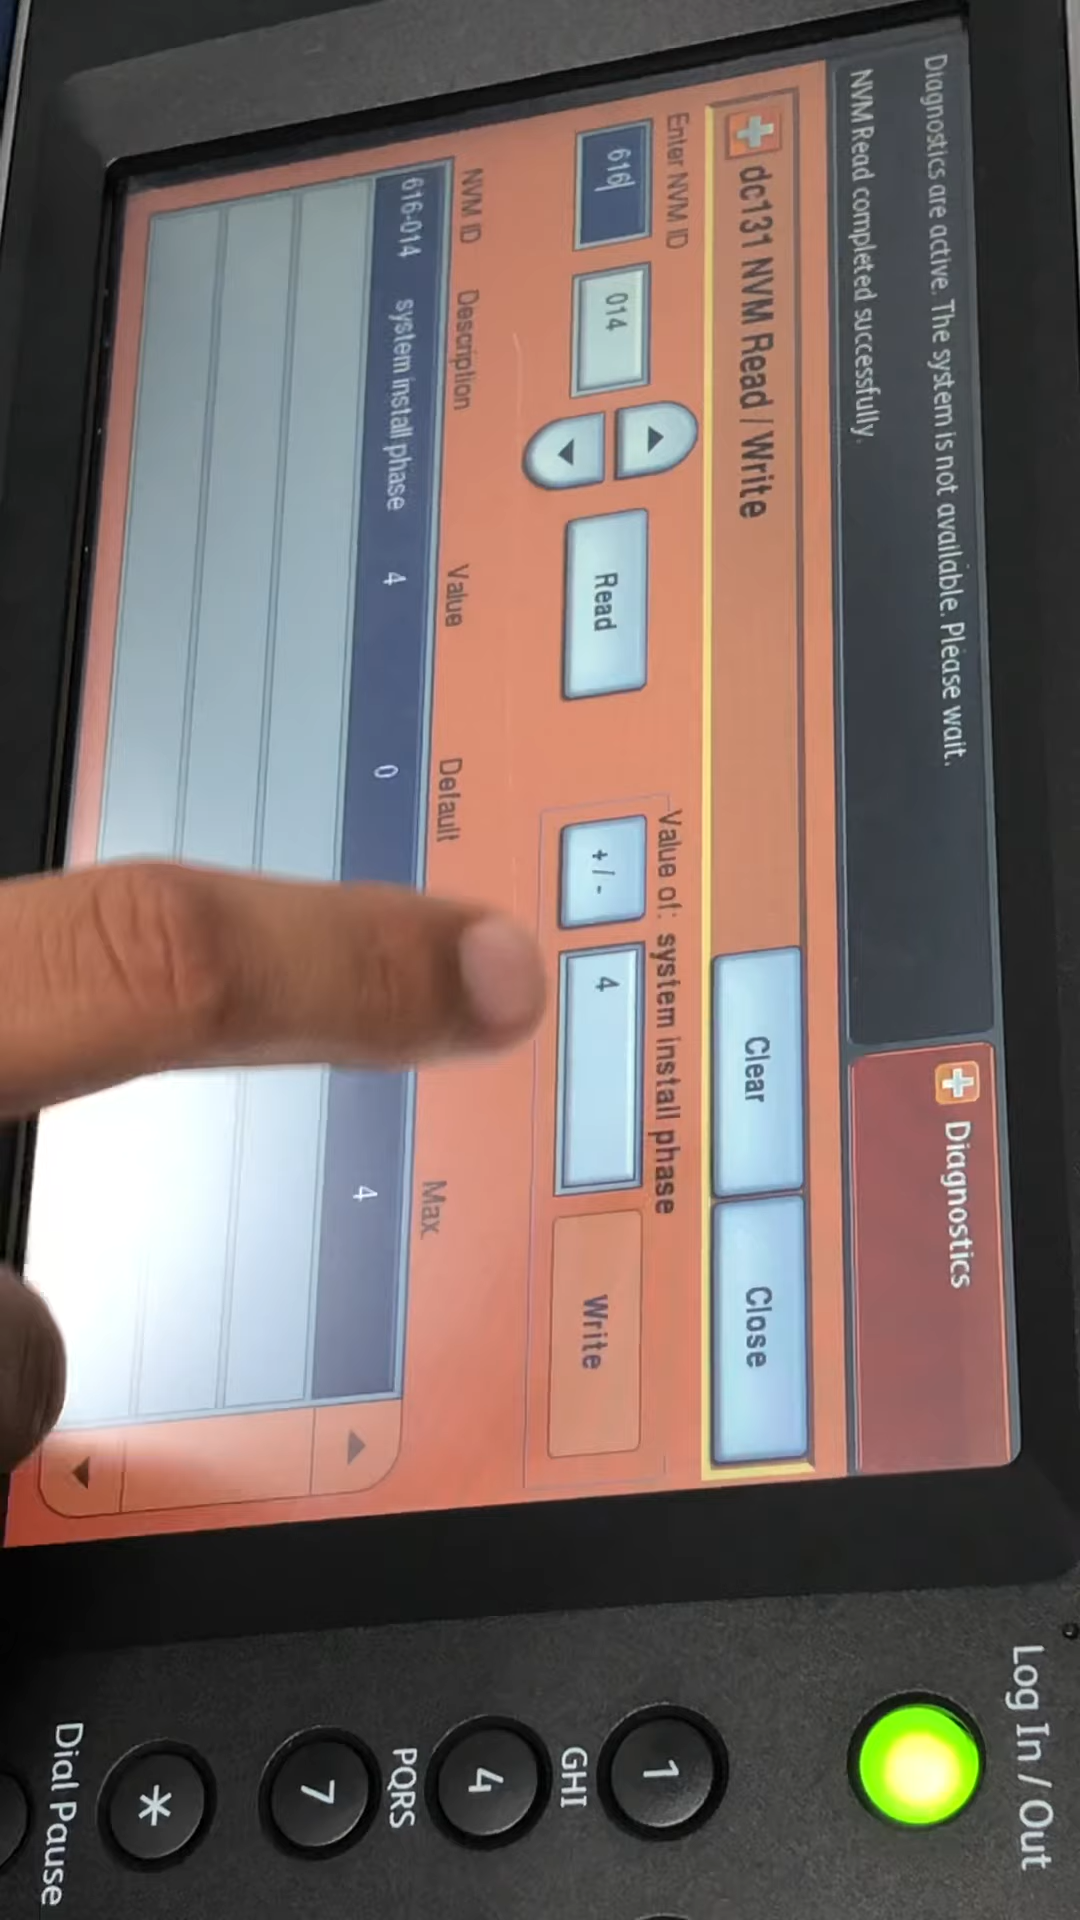 Diagnostics are active. The system is not available. Please wait.
NVM Read completed successfully.
Diagnostics
dc131 NVM Read / Write
Clear
Close
Enter NVM ID
Value of: system install phase
616
014
Read
+ / -
4
Write
NVM ID
Description
Value
Default
Max.
616-014
system install phase
4
0
4
Log In / Out
1
GHI
4
PQRS
7
*
Dial Pause